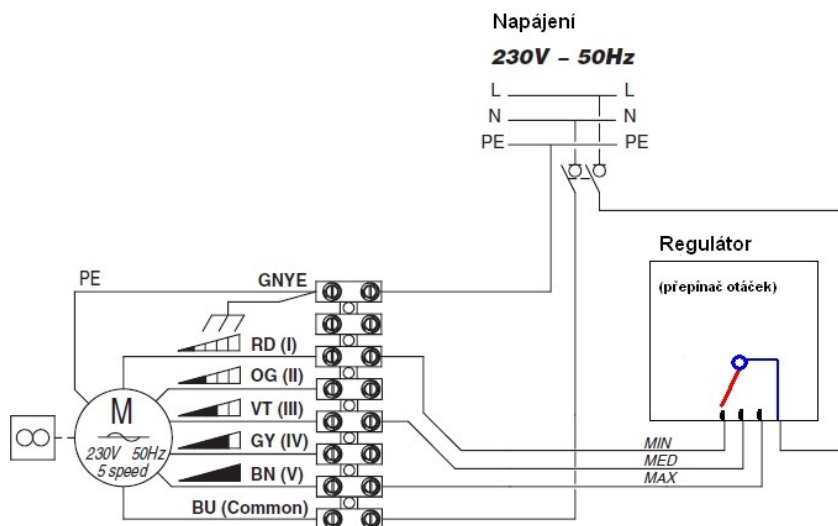 Napájení
230V – 50Hz
L L
N N
PE PE
Regulátor
(přepínač otáček)
PE
GNYE
RD (I)
OG (II)
VT (III)
GY (IV)
BN (V)
BU (Common)
M
230V 50Hz
5 speed
MIN
MED
MAX